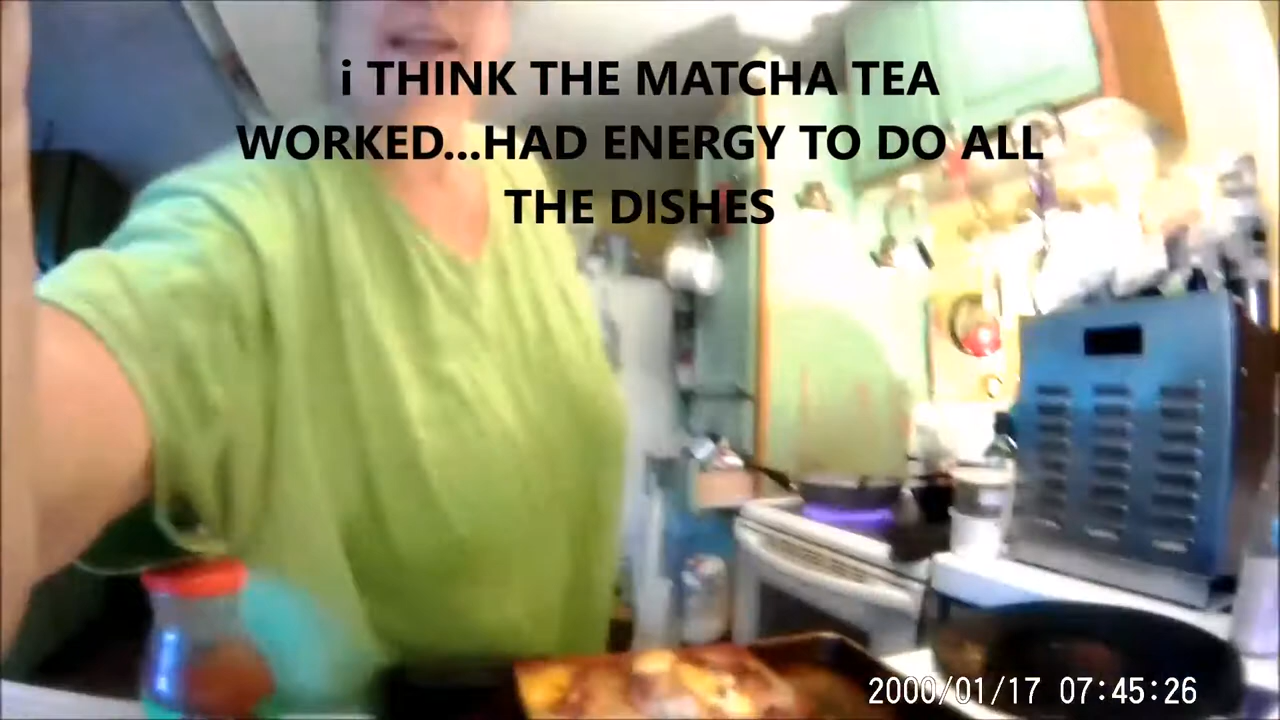 i THINK THE MATCHA TEA
WORKED...HAD ENERGY TO DO ALL
THE DISHES
2000/01/17 07:45:26